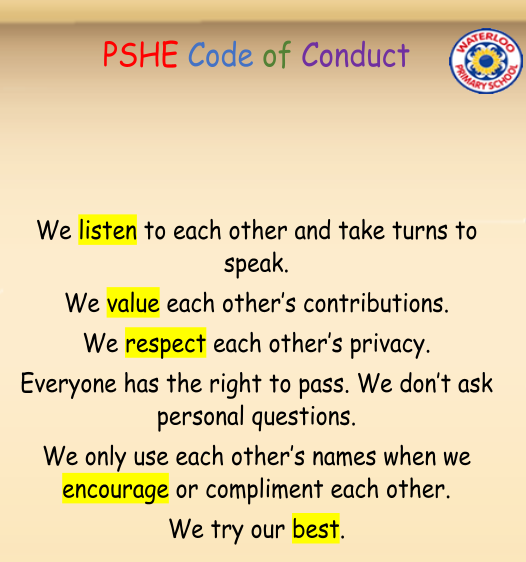 PSHE Code of Conduct
WATERLOO
PRIMARY SCHOOL
We listen to each other and take turns to
speak.
We value each other's contributions.
We respect each other's privacy.
Everyone has the right to pass. We don't ask
personal questions.
We only use each other's names when we
encourage or compliment each other.
We try our best.